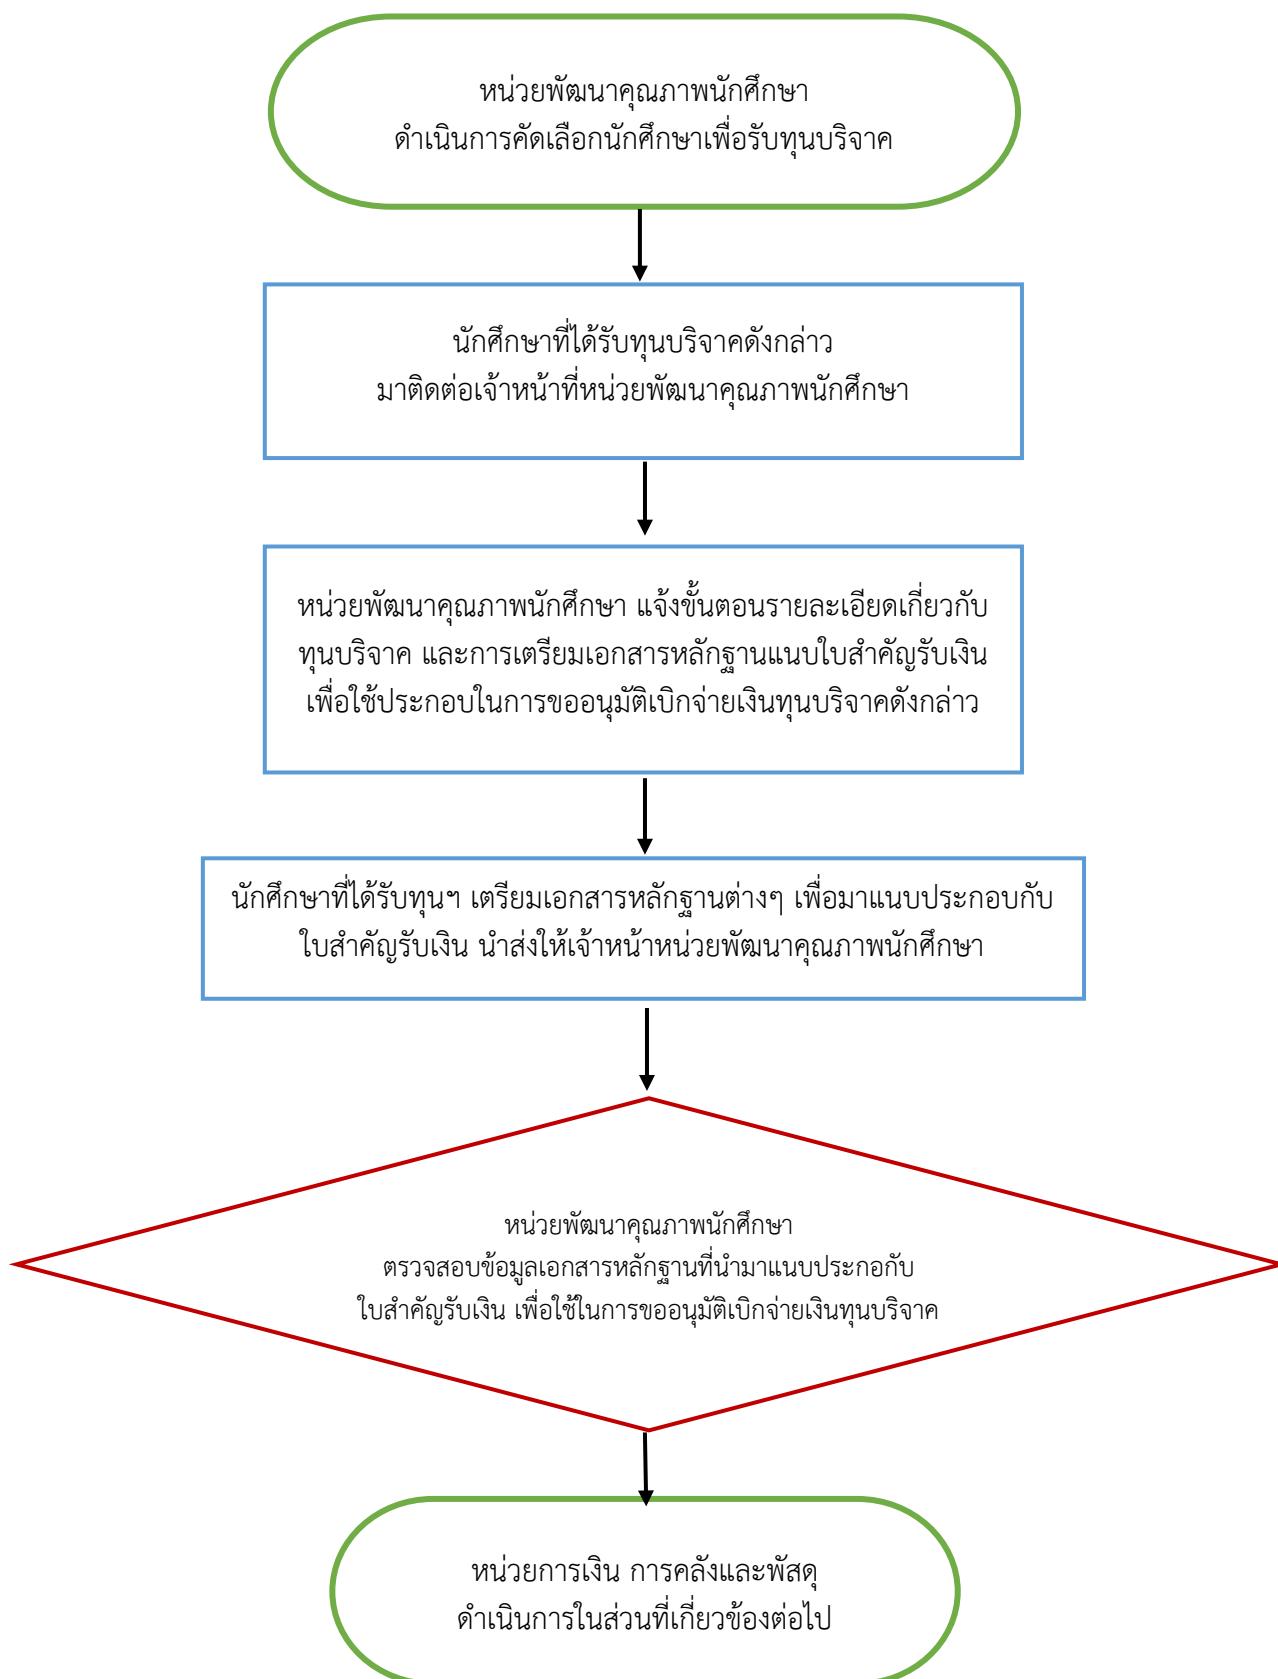 หน่วยพัฒนาคุณภาพนักศึกษา
ดำเนินการคัดเลือกนักศึกษาเพื่อรับทุนบริจาค
นักศึกษาที่ได้รับทุนบริจาคดังกล่าว
มาติดต่อเจ้าหน้าที่หน่วยพัฒนาคุณภาพนักศึกษา
หน่วยพัฒนาคุณภาพนักศึกษา แจ้งขั้นตอนรายละเอียดเกี่ยวกับ
ทุนบริจาค และการเตรียมเอกสารหลักฐานแนบใบสำคัญรับเงิน
เพื่อใช้ประกอบในการขออนุมัติเบิกจ่ายเงินทุนบริจาคดังกล่าว
นักศึกษาที่ได้รับทุนฯ เตรียมเอกสารหลักฐานต่างๆ เพื่อมาแนบประกอบกับ
ใบสำคัญรับเงิน นำส่งให้เจ้าหน้าหน่วยพัฒนาคุณภาพนักศึกษา
หน่วยพัฒนาคุณภาพนักศึกษา
ตรวจสอบข้อมูลเอกสารหลักฐานที่นำมาแนบประกอกับ
ใบสำคัญรับเงิน เพื่อใช้ในการขออนุมัติเบิกจ่ายเงินทุนบริจาค
หน่วยการเงิน การคลังและพัสดุ
ดำเนินการในส่วนที่เกี่ยวข้องต่อไป